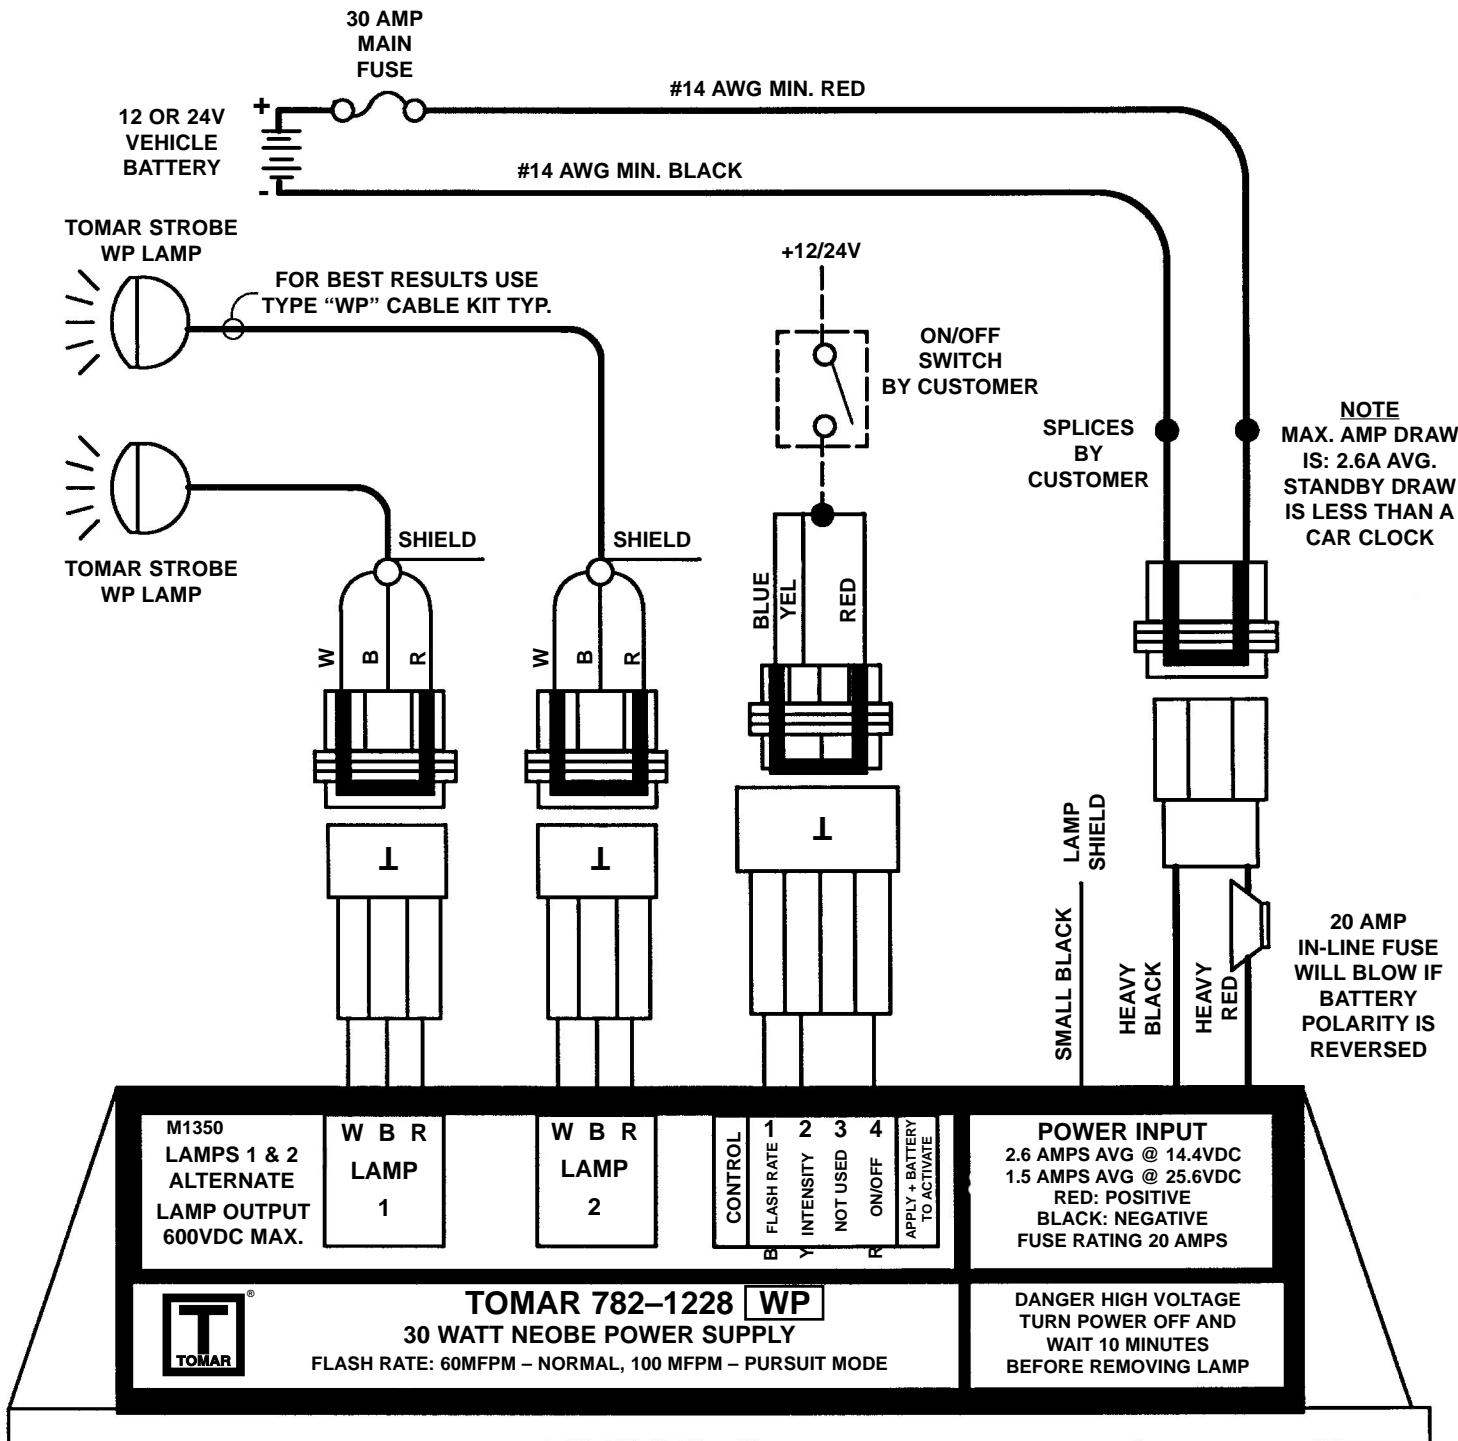 30 AMP
MAIN
FUSE
#14 AWG MIN. RED
12 OR 24V
VEHICLE
BATTERY
+
-
#14 AWG MIN. BLACK
TOMAR STROBE
WP LAMP
FOR BEST RESULTS USE
TYPE “WP” CABLE KIT TYP.
+12/24V
ON/OFF
SWITCH
BY CUSTOMER
SPLICES
BY
CUSTOMER
NOTE
MAX. AMP DRAW
IS: 2.6A AVG.
STANDBY DRAW
IS LESS THAN A
CAR CLOCK
TOMAR STROBE
WP LAMP
SHIELD
SHIELD
W B R
W B R
BLUE
YEL
RED
LAMP
SHIELD
SMALL BLACK
HEAVY
BLACK
HEAVY
RED
20 AMP
IN-LINE FUSE
WILL BLOW IF
BATTERY
POLARITY IS
REVERSED
M1350
LAMPS 1 & 2
ALTERNATE
LAMP OUTPUT
600VDC MAX.
W B R
LAMP
1
W B R
LAMP
2
CONTROL
1 2 3 4
FLASH RATE
INTENSITY
NOT USED
ON/OFF
B Y R
APPLY + BATTERY
TO ACTIVATE
POWER INPUT
2.6 AMPS AVG @ 14.4VDC
1.5 AMPS AVG @ 25.6VDC
RED: POSITIVE
BLACK: NEGATIVE
FUSE RATING 20 AMPS
T
TOMAR
®
TOMAR 782–1228 WP
30 WATT NEOBE POWER SUPPLY
FLASH RATE: 60MFPM – NORMAL, 100 MFPM – PURSUIT MODE
DANGER HIGH VOLTAGE
TURN POWER OFF AND
WAIT 10 MINUTES
BEFORE REMOVING LAMP